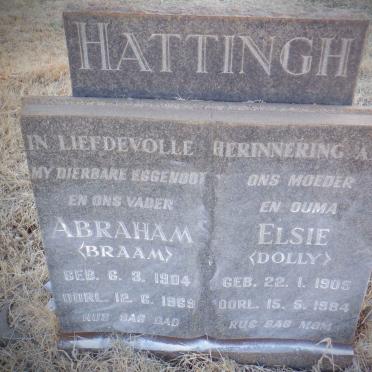 HATTINGH
IN LIEFDEVOLLE HERINNERING A
MY DIERBARE EGGENOOT
EN ONS VADER
ABRAHAM
<BRAAM>
GEB. 6. 3. 1904
OORL. 12. 6. 1969
RUS SAG DAD
ONS MOEDER
EN OUMA
ELSIE
<DOLLY>
GEB. 22. 1. 1905
OORL. 15. 5. 1984
RUS SAG MOM